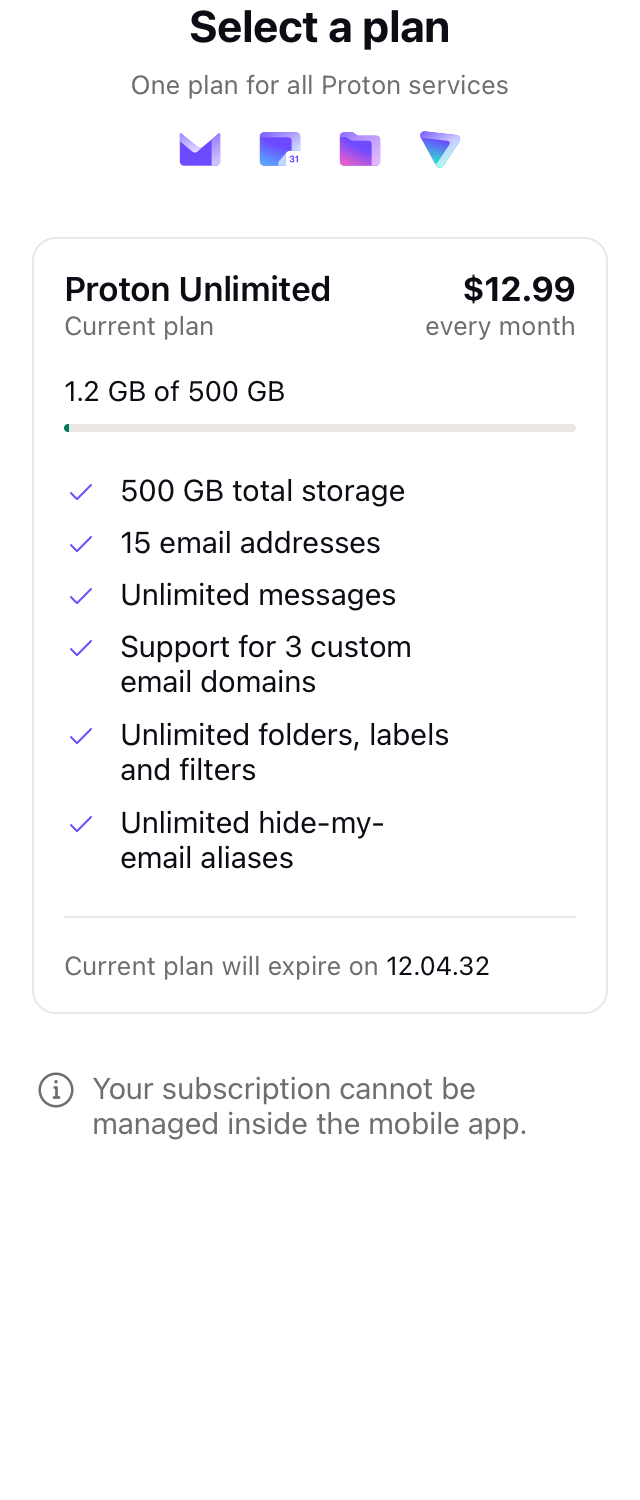 Select a plan
One plan for all Proton services
31
Proton Unlimited
$12.99
Current plan
every month
1.2 GB of 500 GB
500 GB total storage
15 email addresses
Unlimited messages
Support for 3 custom
email domains
Unlimited folders, labels
and filters
Unlimited hide-my-
email aliases
Current plan will expire on 12.04.32
Your subscription cannot be
managed inside the mobile app.